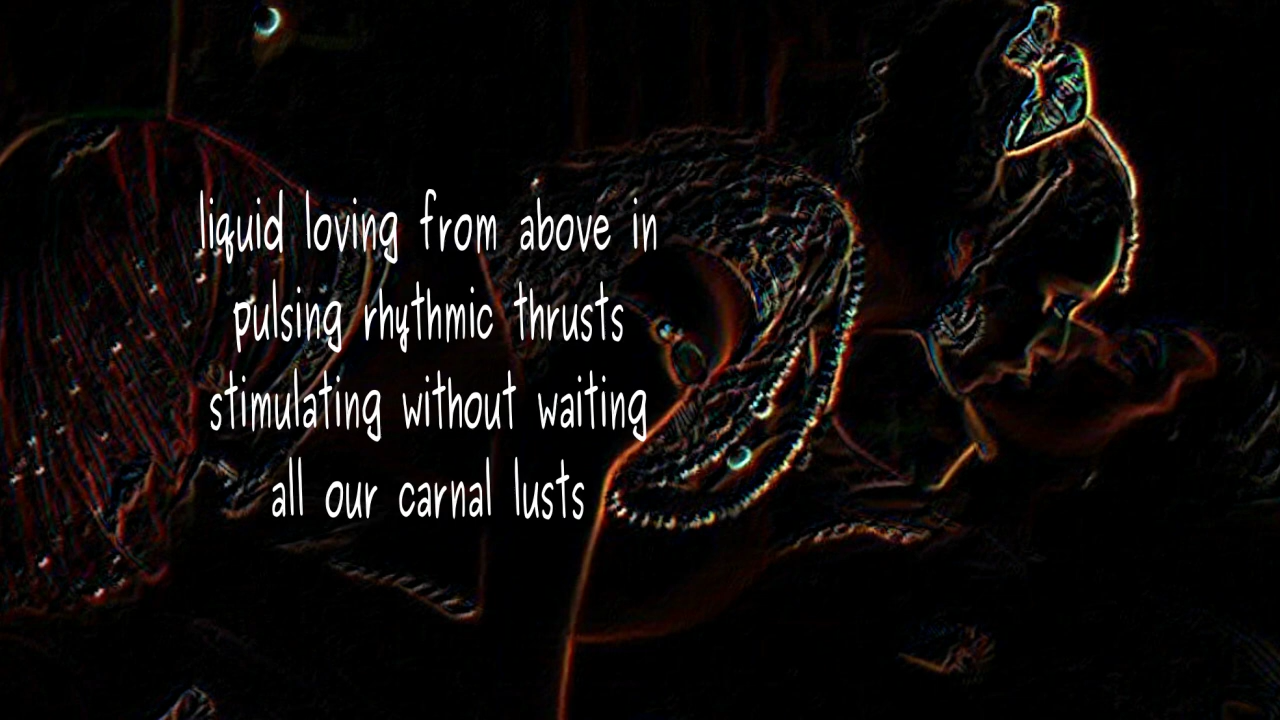 liquid loving from above in
pulsing rhythmic thrusts
stimulating without waiting
all our carnal lusts